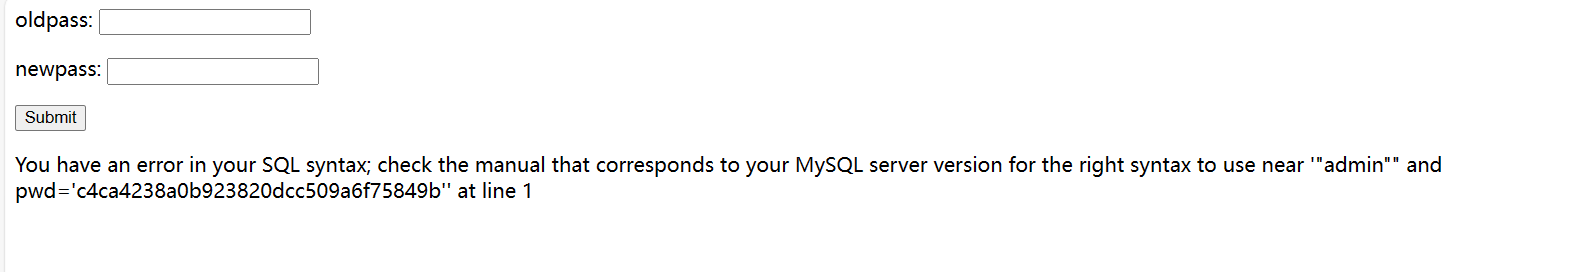 oldpass:
newpass:
Submit
You have an error in your SQL syntax; check the manual that corresponds to your MySQL server version for the right syntax to use near '"admin"" and
pwd='c4ca4238a0b923820dcc509a6f75849b'' at line 1